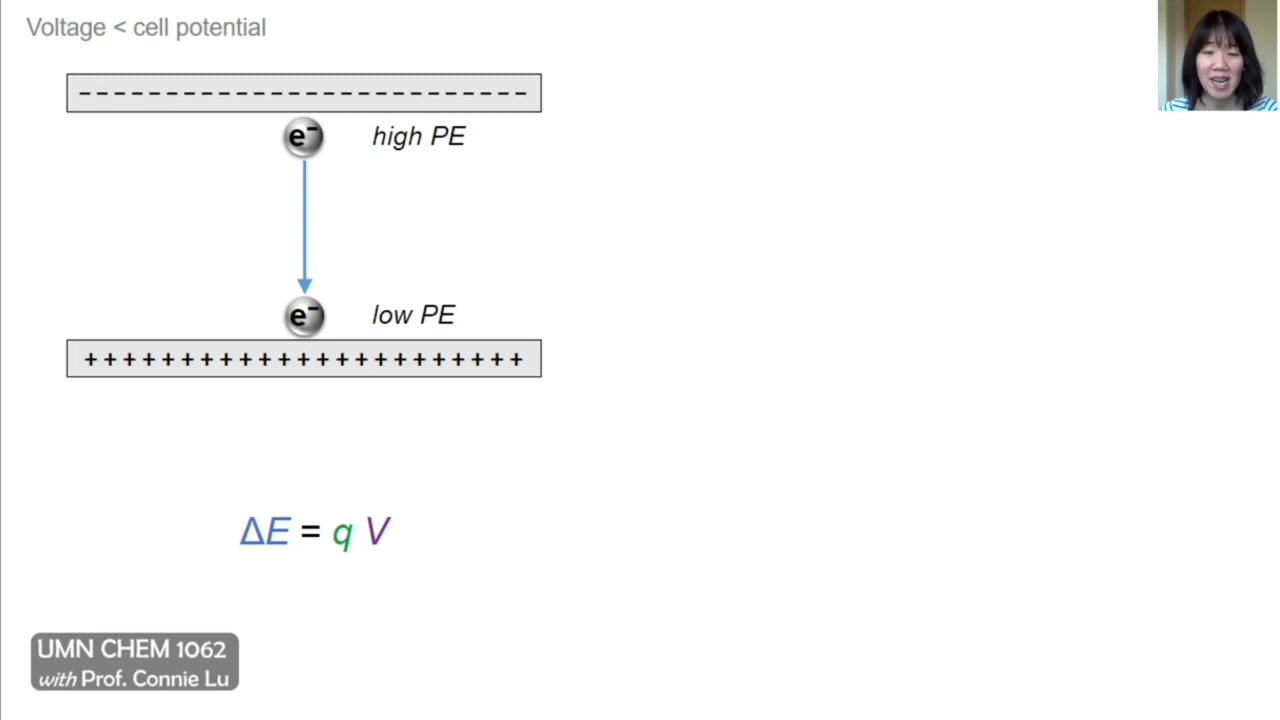 Voltage < cell potential
– – – – – – – – – – – – – – – – – – – – – – – – – –
e⁻ high PE
e⁻ low PE
+ + + + + + + + + + + + + + + + + + + + + + +
ΔE = q V
UMN CHEM 1062
with Prof. Connie Lu